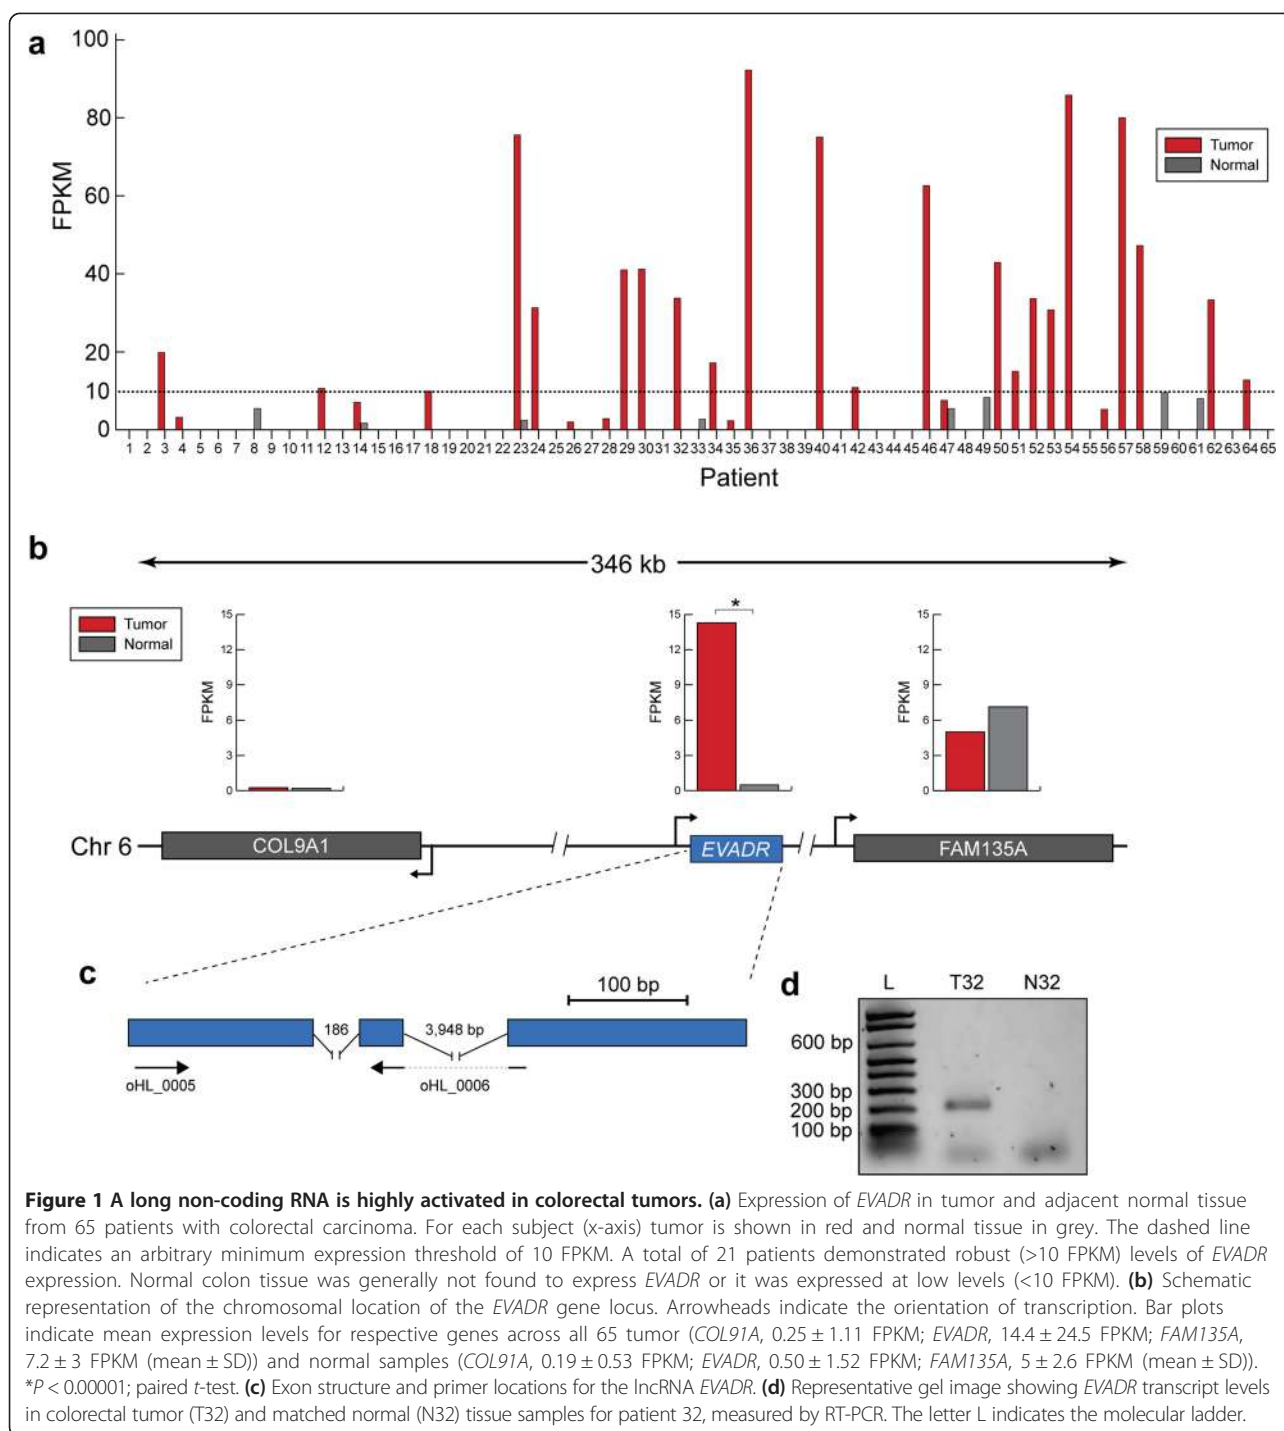 a
100
80
60
40
20
10
0
FPKM
Tumor
Normal
1 2 3 4 5 6 7 8 9 10 11 12 13 14 15 16 17 18 19 20 21 22 23 24 25 26 27 28 29 30 31 32 33 34 35 36 37 38 39 40 41 42 43 44 45 46 47 48 49 50 51 52 53 54 55 56 57 58 59 60 61 62 63 64 65
Patient
b
346 kb
Tumor
Normal
15
12
9
6
3
0
FPKM
15
12
9
6
3
0
FPKM
*
15
12
9
6
3
0
FPKM
Chr 6
COL9A1
EVADR
FAM135A
c
100 bp
186
3,948 bp
oHL_0005
oHL_0006
d
L T32 N32
600 bp
300 bp
200 bp
100 bp
Figure 1 A long non-coding RNA is highly activated in colorectal tumors. (a) Expression of EVADR in tumor and adjacent normal tissue
from 65 patients with colorectal carcinoma. For each subject (x-axis) tumor is shown in red and normal tissue in grey. The dashed line
indicates an arbitrary minimum expression threshold of 10 FPKM. A total of 21 patients demonstrated robust (>10 FPKM) levels of EVADR
expression. Normal colon tissue was generally not found to express EVADR or it was expressed at low levels (<10 FPKM). (b) Schematic
representation of the chromosomal location of the EVADR gene locus. Arrowheads indicate the orientation of transcription. Bar plots
indicate mean expression levels for respective genes across all 65 tumor (COL91A, 0.25 ± 1.11 FPKM; EVADR, 14.4 ± 24.5 FPKM; FAM135A,
7.2 ± 3 FPKM (mean ± SD)) and normal samples (COL91A, 0.19 ± 0.53 FPKM; EVADR, 0.50 ± 1.52 FPKM; FAM135A, 5 ± 2.6 FPKM (mean ± SD)).
*P < 0.00001; paired t-test. (c) Exon structure and primer locations for the lncRNA EVADR. (d) Representative gel image showing EVADR transcript levels
in colorectal tumor (T32) and matched normal (N32) tissue samples for patient 32, measured by RT-PCR. The letter L indicates the molecular ladder.